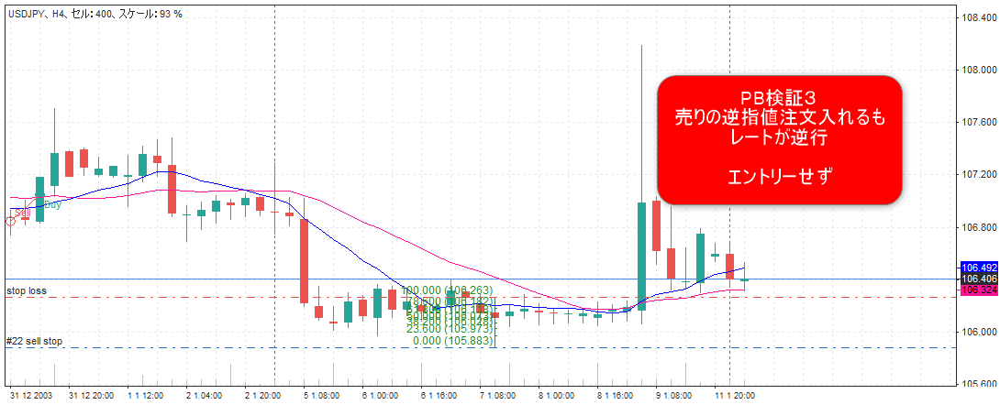 USDJPY、H4、セル: 400、スケール: 93 %
108.400
108.000
107.600
107.200
106.800
106.492
106.406
106.324
106.000
105.600
PB検証3
売りの逆指値注文入れるも
レートが逆行
エントリーせず
Sell
Buy
stop loss
#22 sell stop
100.000 (106.263)
23.600 (105.973)
0.000 (105.883)
31 12 2003
31 12 20:00
1 1 12:00
2 1 04:00
2 1 20:00
5 1 08:00
6 1 00:00
6 1 16:00
7 1 08:00
8 1 00:00
8 1 16:00
9 1 08:00
11 1 20:00